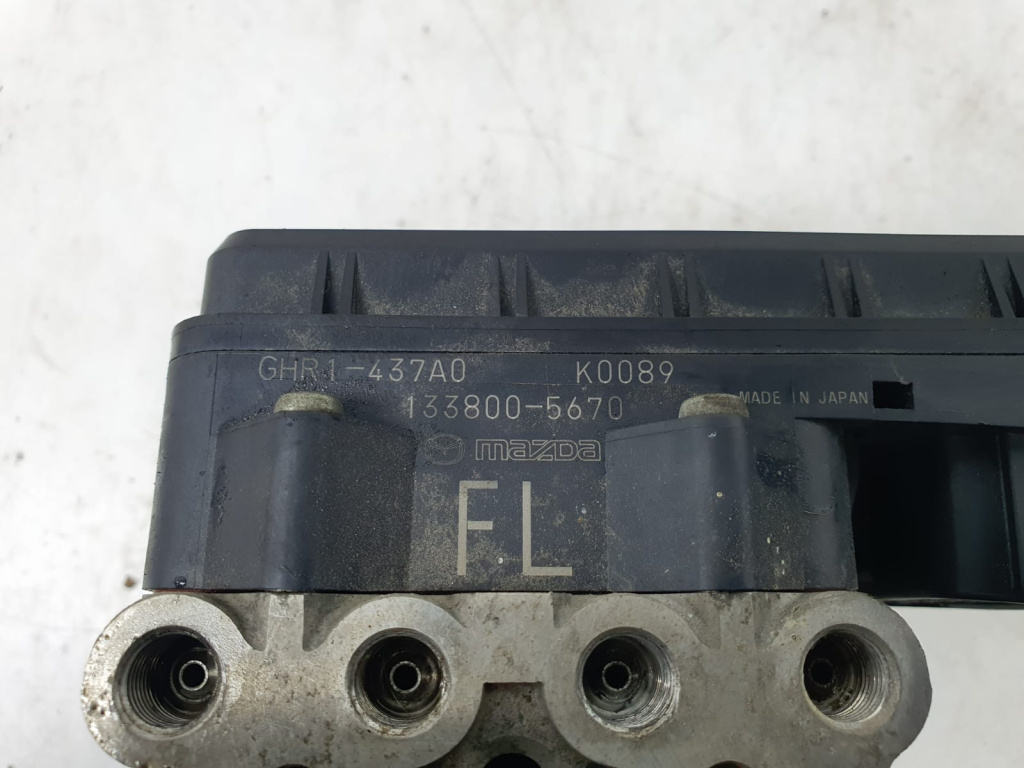 GHR1-437A0 K0089
133800-5670 MADE IN JAPAN
mazda
FL